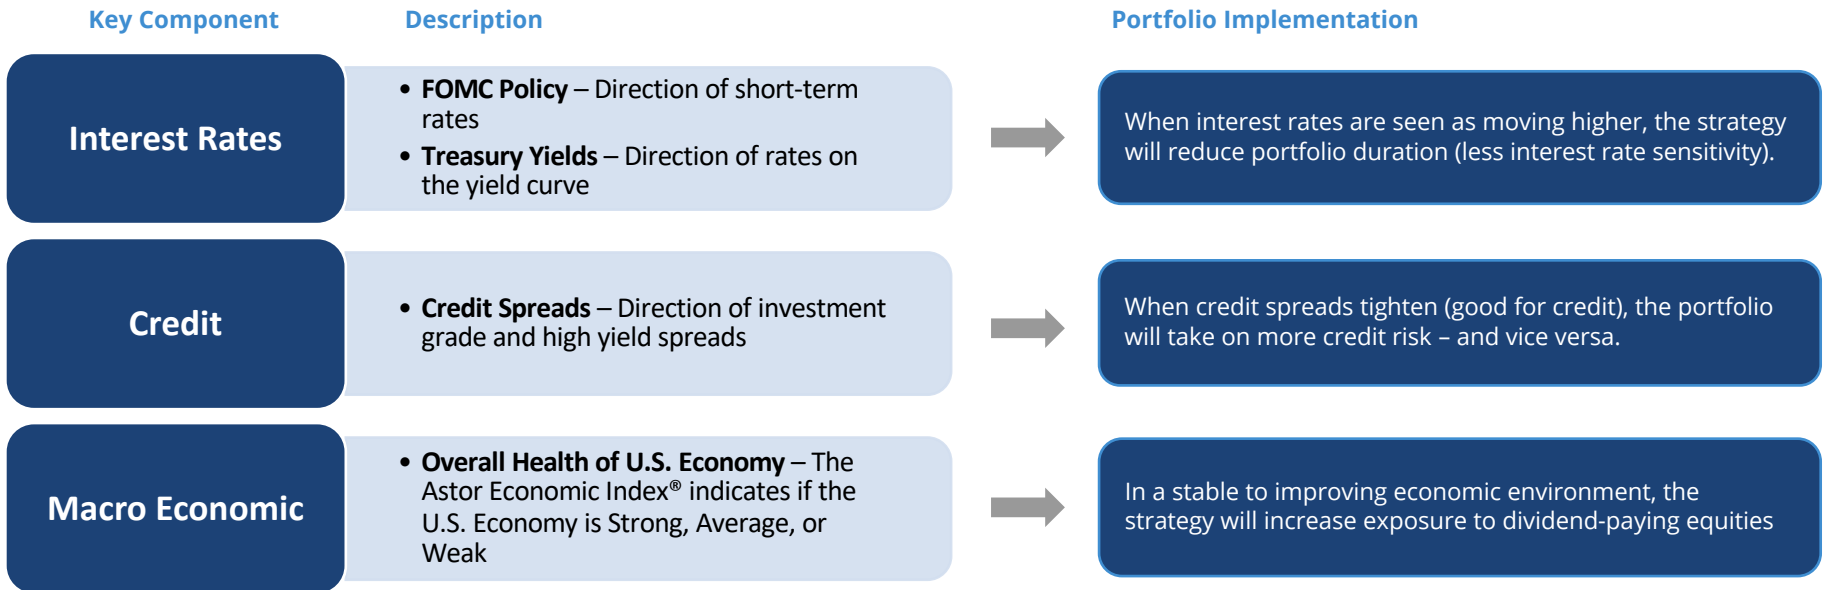 Key Component
Description
Portfolio Implementation
Interest Rates
• FOMC Policy – Direction of short-term
rates
• Treasury Yields – Direction of rates on
the yield curve
When interest rates are seen as moving higher, the strategy
will reduce portfolio duration (less interest rate sensitivity).
Credit
• Credit Spreads – Direction of investment
grade and high yield spreads
When credit spreads tighten (good for credit), the portfolio
will take on more credit risk – and vice versa.
Macro Economic
• Overall Health of U.S. Economy – The
Astor Economic Index® indicates if the
U.S. Economy is Strong, Average, or
Weak
In a stable to improving economic environment, the
strategy will increase exposure to dividend-paying equities